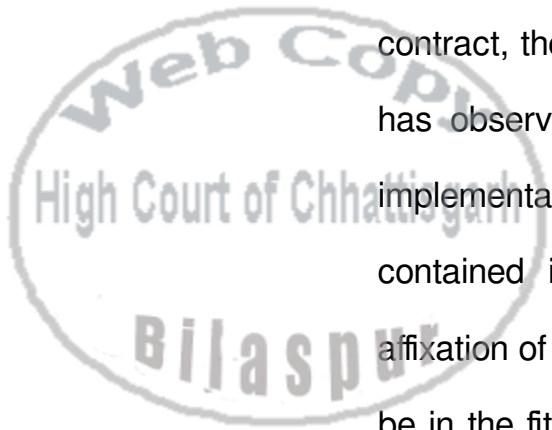 contract, the
has observ
implementa
contained i
affixation of
be in the fit
Web Copy
High Court of Chhattisgarh
Bilaspur